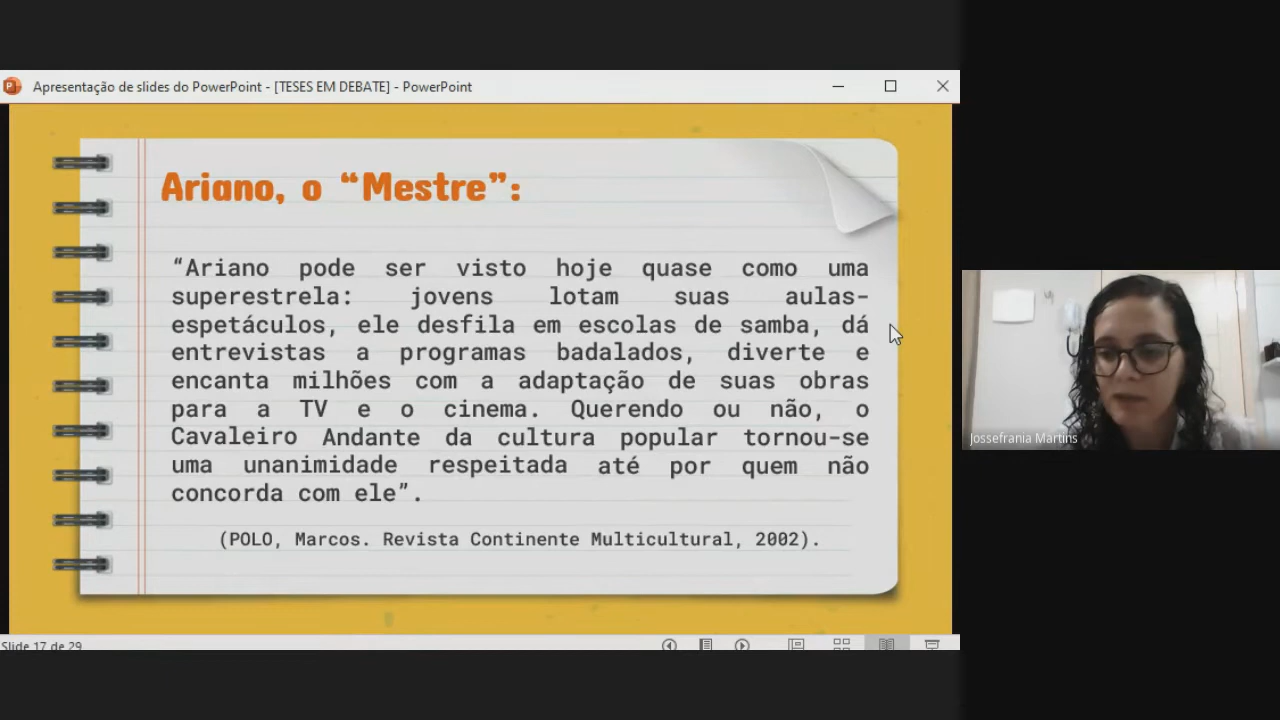 Apresentação de slides do PowerPoint - [TESES EM DEBATE] - PowerPoint
Ariano, o “Mestre”:
“Ariano pode ser visto hoje quase como uma
superestrela: jovens lotam suas aulas-
espetáculos, ele desfila em escolas de samba, dá
entrevistas a programas badalados, diverte e
encanta milhões com a adaptação de suas obras
para a TV e o cinema. Querendo ou não, o
Cavaleiro Andante da cultura popular tornou-se
uma unanimidade respeitada até por quem não
concorda com ele”.
(POLO, Marcos. Revista Continente Multicultural, 2002).
Jossefrania Martins
Slide 17 de 29